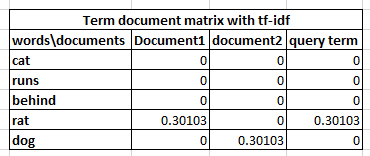 Term document matrix with tf-idf
words\documents Document1 document2 query term
cat 0 0 0
runs 0 0 0
behind 0 0 0
rat 0.30103 0 0.30103
dog 0 0.30103 0